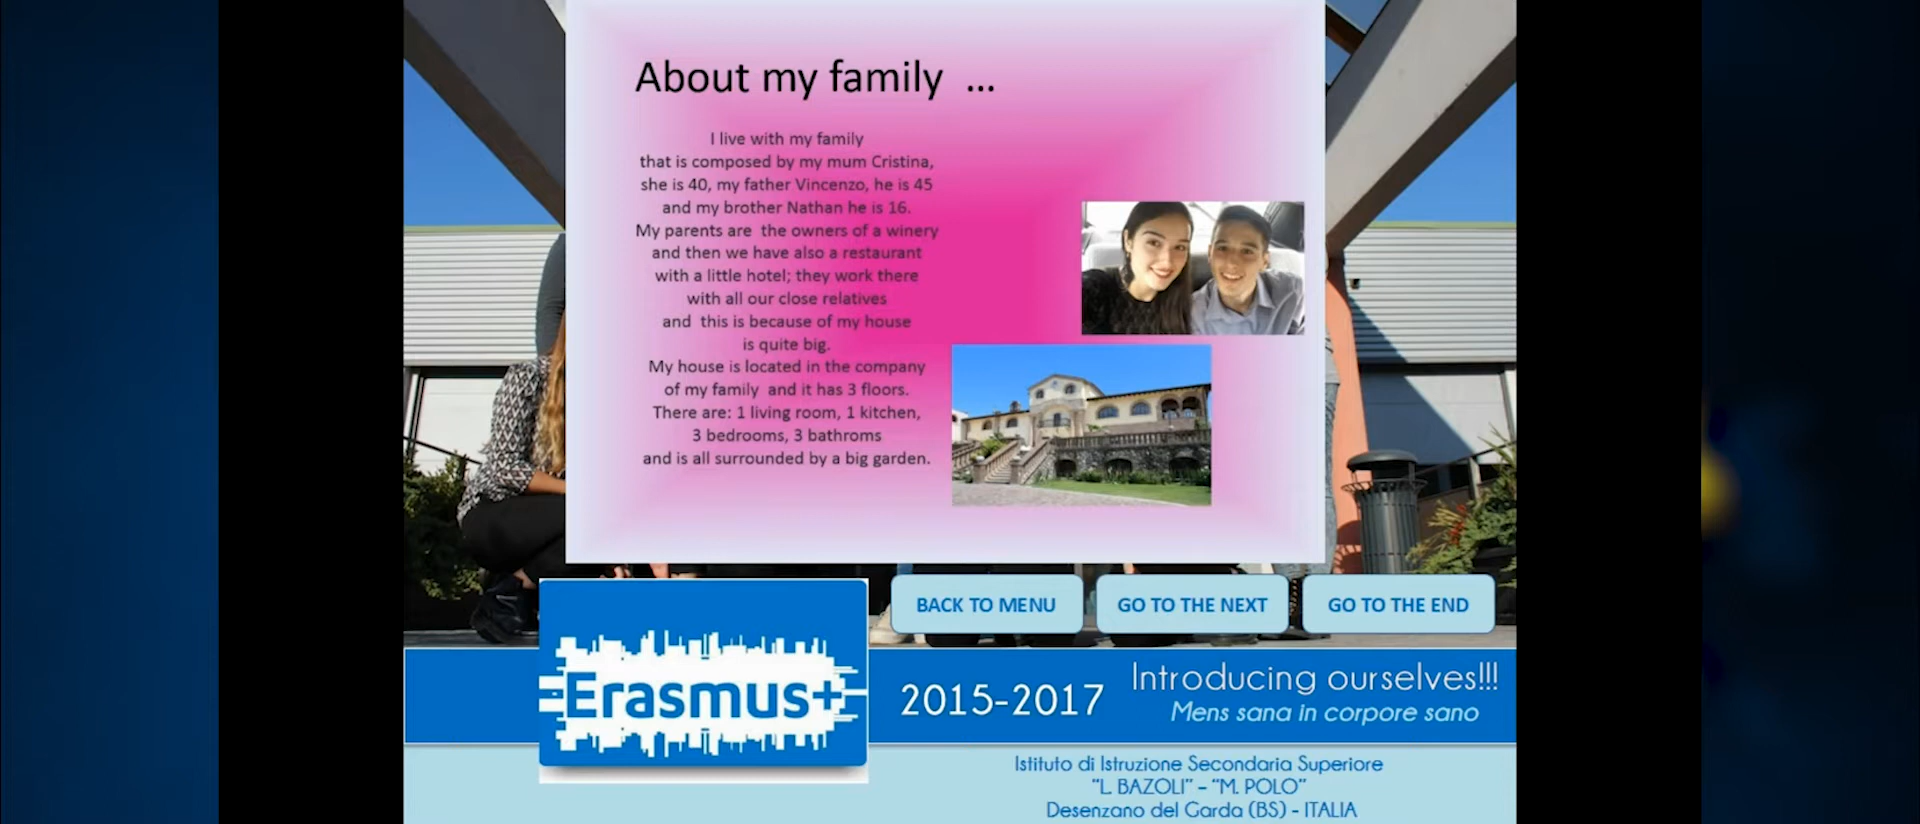 About my family ...
I live with my family
that is composed by my mum Cristina,
she is 40, my father Vincenzo, he is 45
and my brother Nathan he is 16.
My parents are the owners of a winery
and then we have also a restaurant
with a little hotel; they work there
with all our close relatives
and this is because of my house
is quite big.
My house is located in the company
of my family and it has 3 floors.
There are: 1 living room, 1 kitchen,
3 bedrooms, 3 bathroms
and is all surrounded by a big garden.
BACK TO MENU
GO TO THE NEXT
GO TO THE END
Erasmus+
2015-2017
Introducing ourselves!!!
Mens sana in corpore sano
Istituto di Istruzione Secondaria Superiore
"L. BAZOLI" - "M. POLO"
Desenzano del Garda (BS) - ITALIA